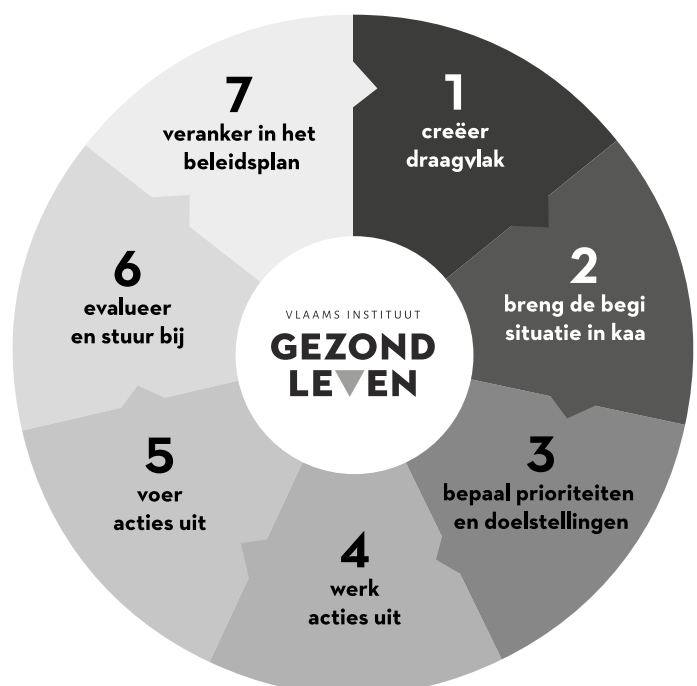 1
creëer
draagvlak
2
breng de begi
situatie in kaa
3
bepaal prioriteiten
en doelstellingen
4
werk
acties uit
5
voer
acties uit
6
evalueer
en stuur bij
7
veranker in het
beleidsplan
VLAAMS INSTITUUT
GEZOND
LEVEN